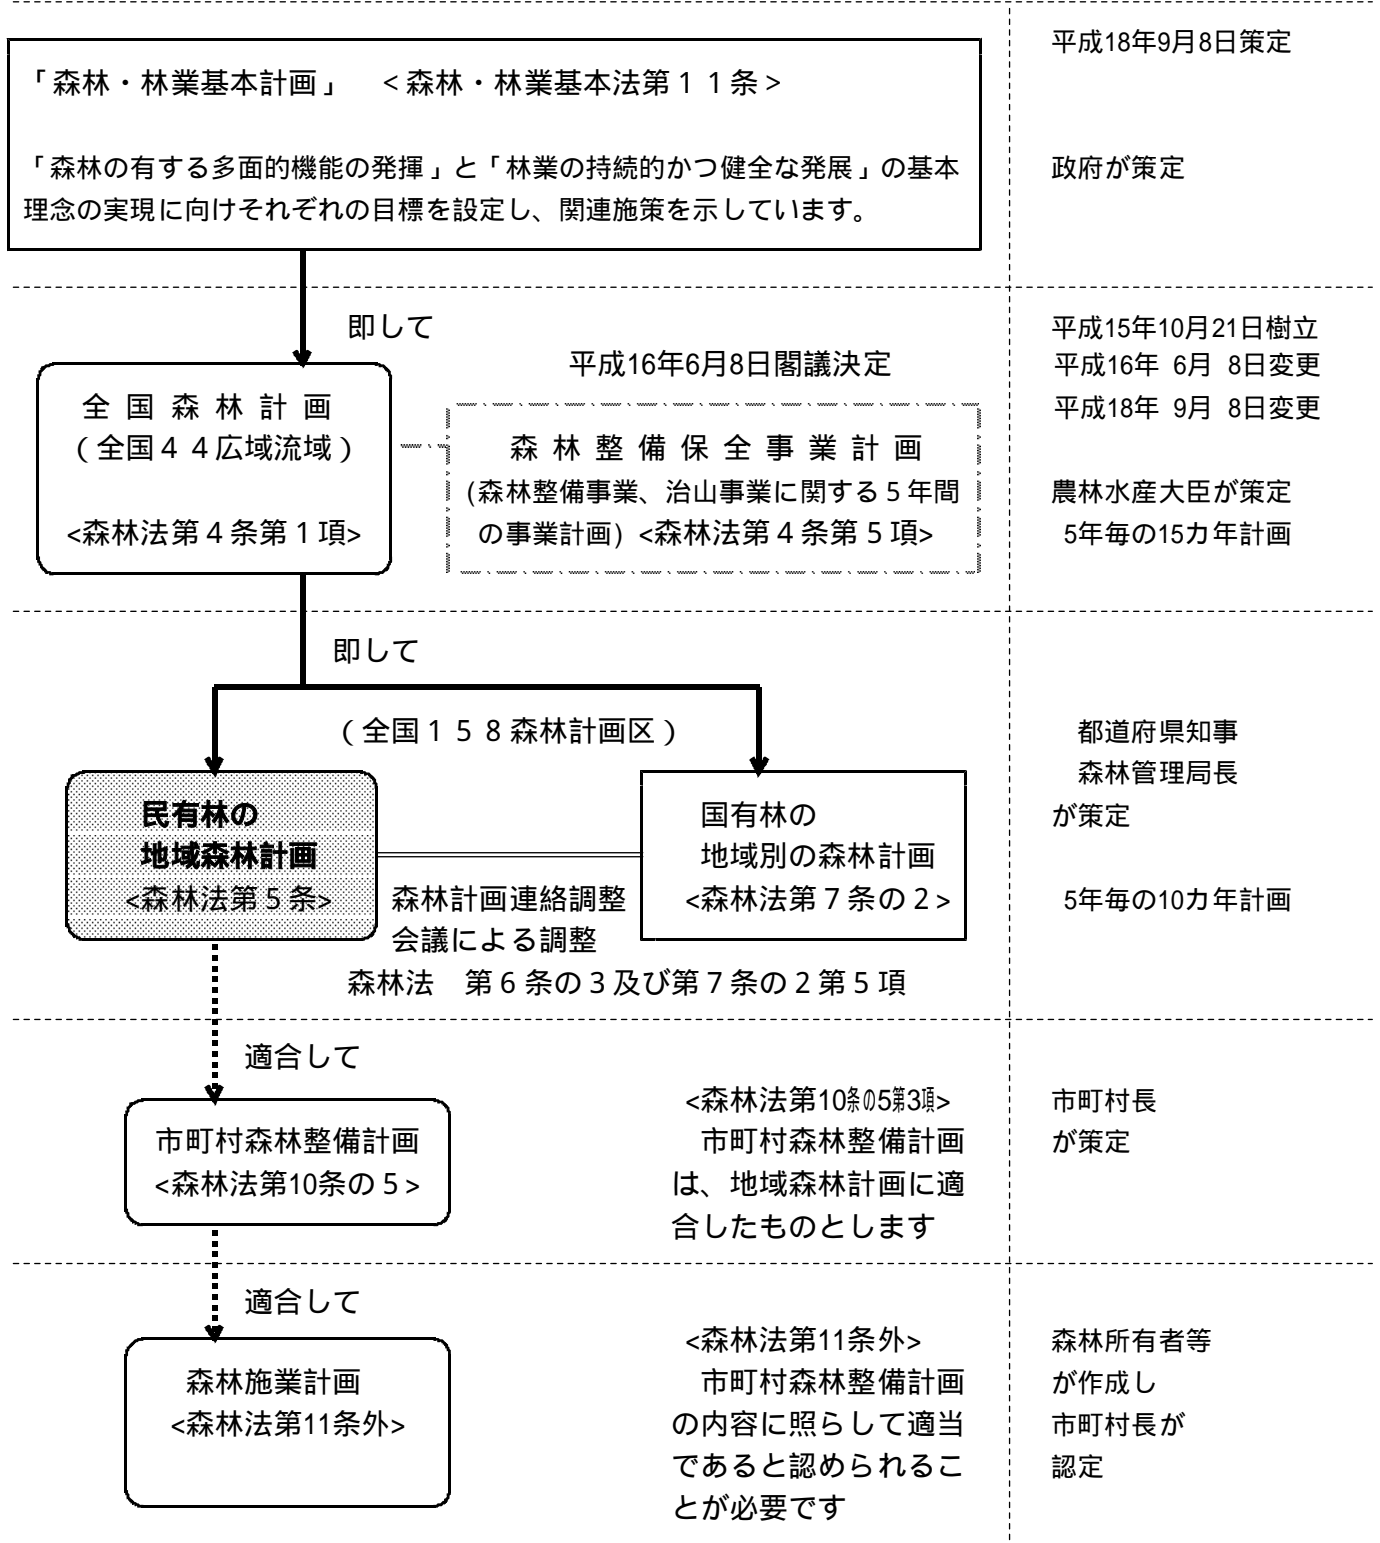 平成18年9月8日策定
「森林・林業基本計画」　<森林・林業基本法第１１条>
「森林の有する多面的機能の発揮」と「林業の持続的かつ健全な発展」の基本
理念の実現に向けそれぞれの目標を設定し、関連施策を示しています。
政府が策定
即して
平成16年6月8日閣議決定
平成15年10月21日樹立
平成16年 6月 8日変更
平成18年 9月 8日変更
全国森林計画
（全国４４広域流域）
<森林法第４条第１項>
森林整備保全事業計画
(森林整備事業、治山事業に関する５年間
の事業計画) <森林法第４条第５項>
農林水産大臣が策定
5年毎の15カ年計画
即して
（全国１５８森林計画区）
都道府県知事
森林管理局長
が策定
5年毎の10カ年計画
民有林の
地域森林計画
<森林法第５条>
国有林の
地域別の森林計画
<森林法第７条の２>
森林計画連絡調整
会議による調整
森林法　第６条の３及び第７条の２第５項
適合して
市町村森林整備計画
<森林法第10条の５>
<森林法第10条の5第3項>
市町村森林整備計画
は、地域森林計画に適
合したものとします
市町村長
が策定
適合して
森林施業計画
<森林法第11条外>
<森林法第11条外>
市町村森林整備計画
の内容に照らして適当
であると認められるこ
とが必要です
森林所有者等
が作成し
市町村長が
認定